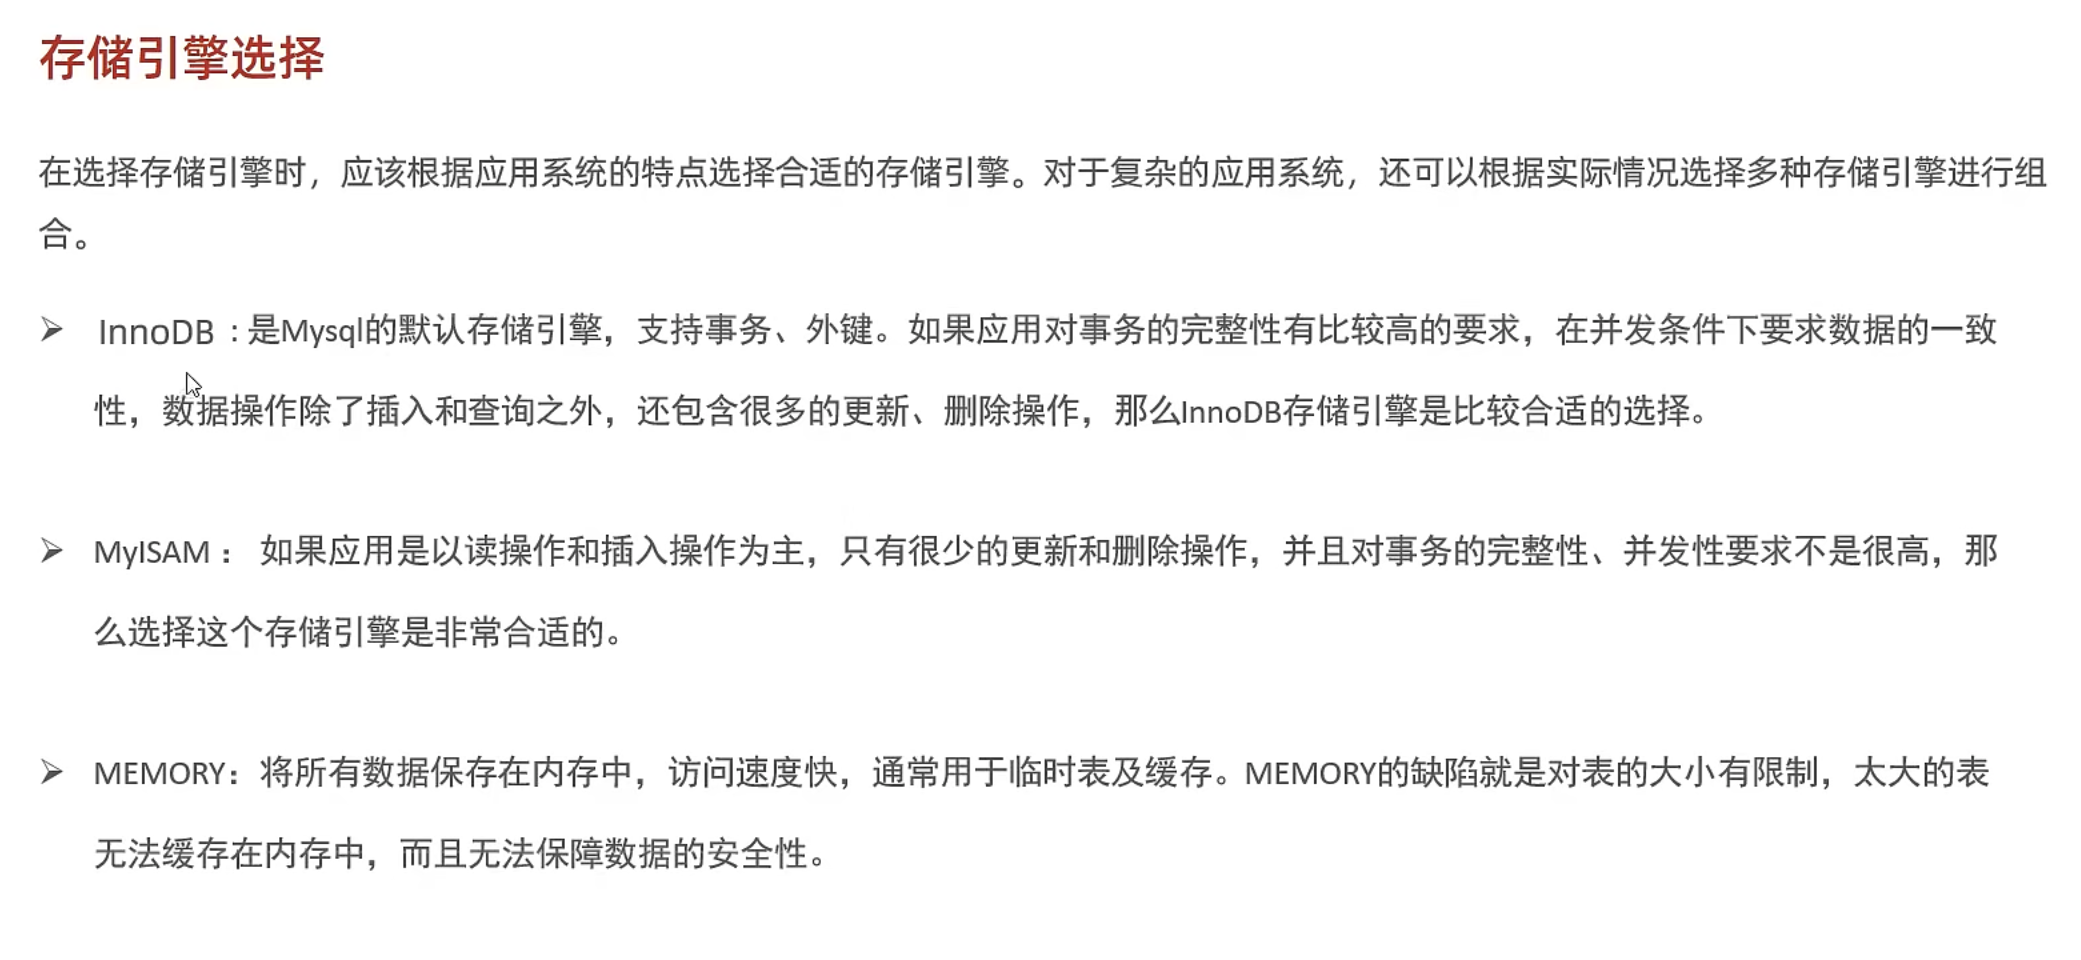 存储引擎选择
在选择存储引擎时，应该根据应用系统的特点选择合适的存储引擎。对于复杂的应用系统，还可以根据实际情况选择多种存储引擎进行组
合。
➢ InnoDB : 是Mysql的默认存储引擎，支持事务、外键。如果应用对事务的完整性有比较高的要求，在并发条件下要求数据的一致
性，数据操作除了插入和查询之外，还包含很多的更新、删除操作，那么InnoDB存储引擎是比较合适的选择。
➢ MyISAM ： 如果应用是以读操作和插入操作为主，只有很少的更新和删除操作，并且对事务的完整性、并发性要求不是很高，那
么选择这个存储引擎是非常合适的。
➢ MEMORY：将所有数据保存在内存中，访问速度快，通常用于临时表及缓存。MEMORY的缺陷就是对表的大小有限制，太大的表
无法缓存在内存中，而且无法保障数据的安全性。